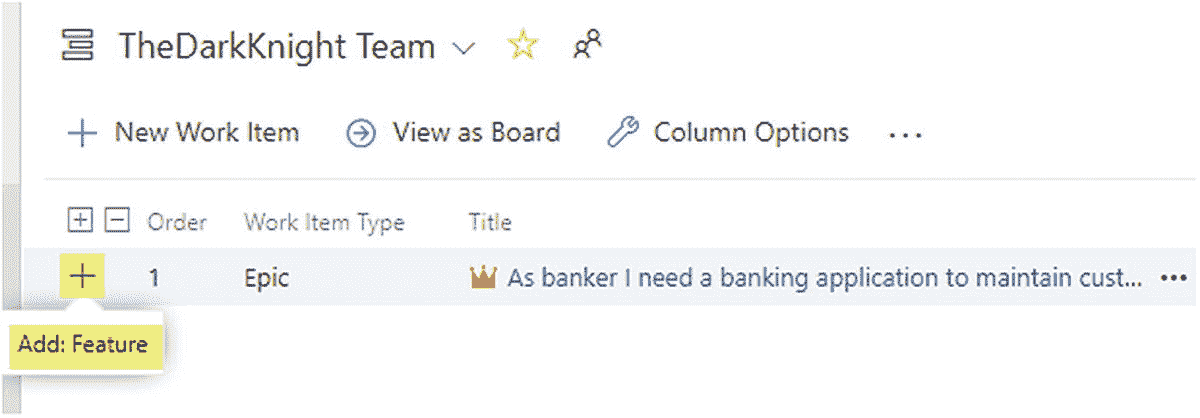 TheDarkKnight Team
New Work Item View as Board Column Options ...
Order Work Item Type Title
1 Epic As banker I need a banking application to maintain cust... ...
Add: Feature